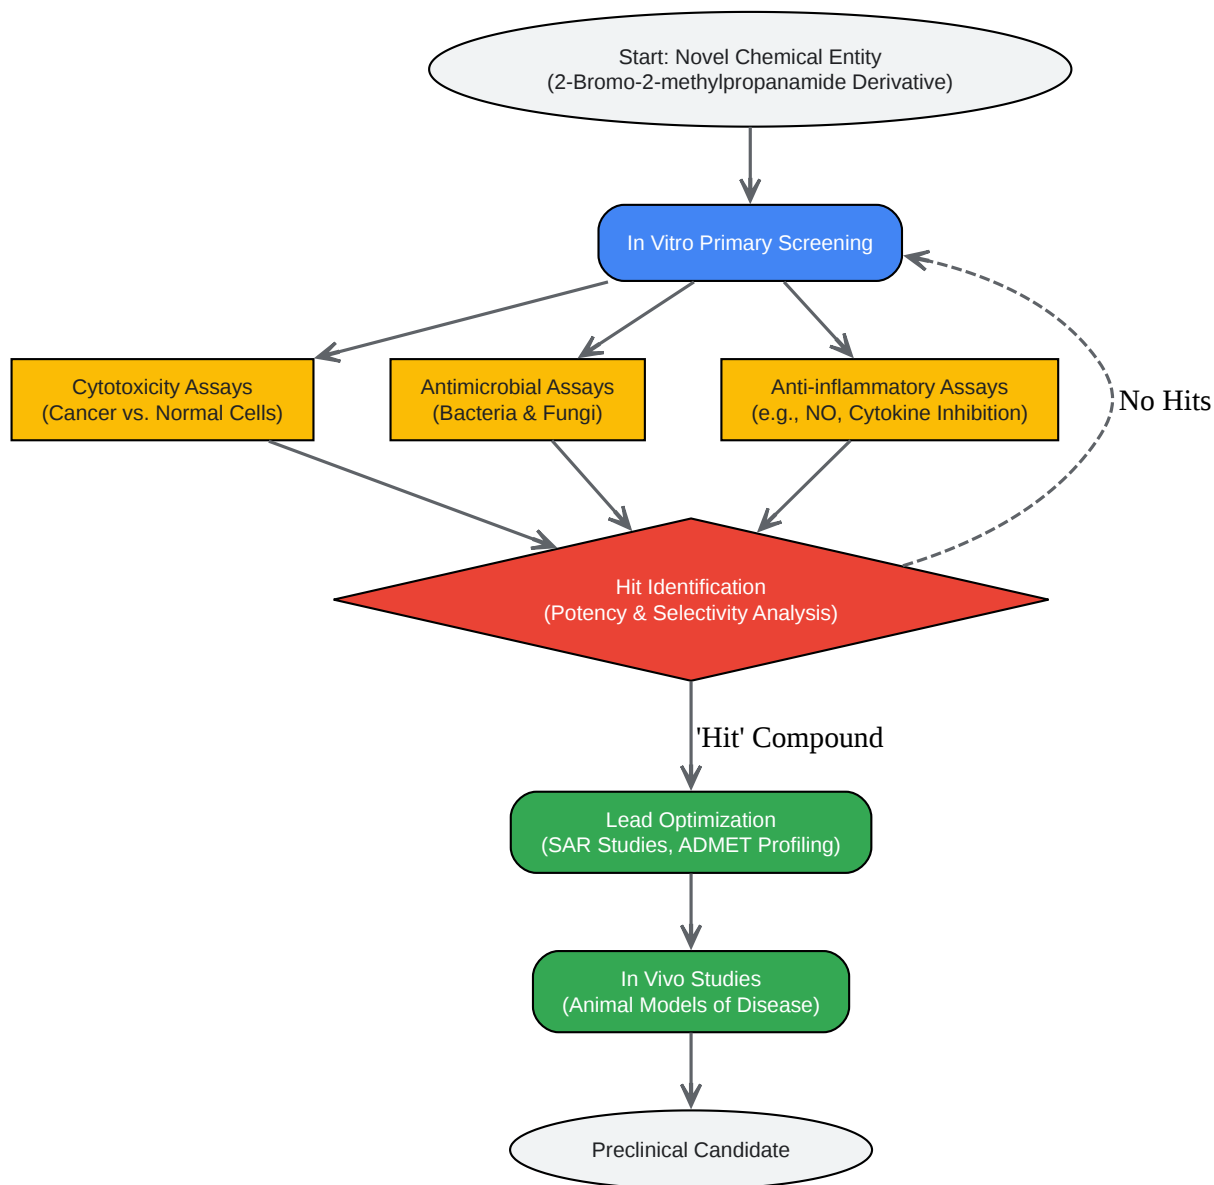 Start: Novel Chemical Entity
(2-Bromo-2-methylpropanamide Derivative)
In Vitro Primary Screening
Cytotoxicity Assays
(Cancer vs. Normal Cells)
Antimicrobial Assays
(Bacteria & Fungi)
Anti-inflammatory Assays
(e.g., NO, Cytokine Inhibition)
No Hits
Hit Identification
(Potency & Selectivity Analysis)
'Hit' Compound
Lead Optimization
(SAR Studies, ADMET Profiling)
In Vivo Studies
(Animal Models of Disease)
Preclinical Candidate